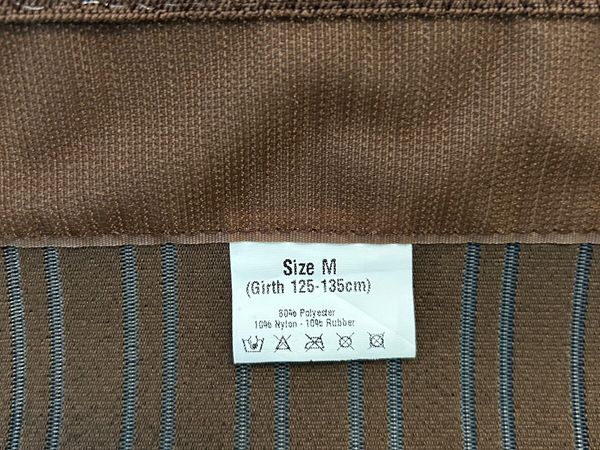 Size M
(Girth 125-135cm)
80% Polyester
10% Nylon - 10% Rubber